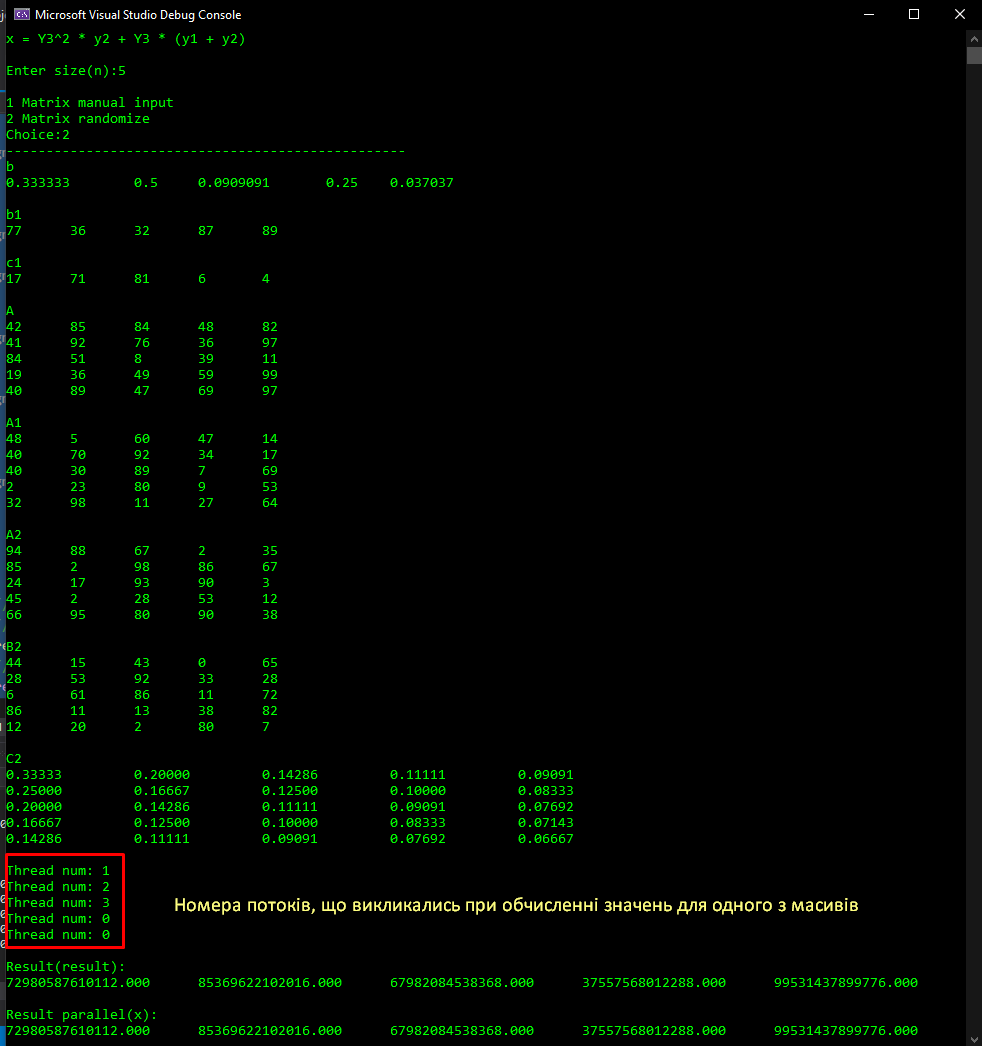 Microsoft Visual Studio Debug Console
x = Y3^2 * y2 + Y3 * (y1 + y2)
Enter size(n):5
1 Matrix manual input
2 Matrix randomize
Choice:2
--------------------------------------------------
b
0.333333 0.5 0.0909091 0.25 0.037037
b1
77 36 32 87 89
c1
17 71 81 6 4
A
42 85 84 48 82
41 92 76 36 97
84 51 8 39 11
19 36 49 59 99
40 89 47 69 97
A1
48 5 60 47 14
40 70 92 34 17
40 30 89 7 69
2 23 80 9 53
32 98 11 27 64
A2
94 88 67 2 35
85 2 98 86 67
24 17 93 90 3
45 2 28 53 12
66 95 80 90 38
B2
44 15 43 0 65
28 53 92 33 28
6 61 86 11 72
86 11 13 38 82
12 20 2 80 7
C2
0.33333 0.20000 0.14286 0.11111 0.09091
0.25000 0.16667 0.12500 0.10000 0.08333
0.20000 0.14286 0.11111 0.09091 0.07692
0.16667 0.12500 0.10000 0.08333 0.07143
0.14286 0.11111 0.09091 0.07692 0.06667
Thread num: 1
Thread num: 2
Thread num: 3
Thread num: 0
Thread num: 0
Номера потоків, що викликались при обчисленні значень для одного з масивів
Result(result):
72980587610112.000 85369622102016.000 67982084538368.000 37557568012288.000 99531437899776.000
Result parallel(x):
72980587610112.000 85369622102016.000 67982084538368.000 37557568012288.000 99531437899776.000